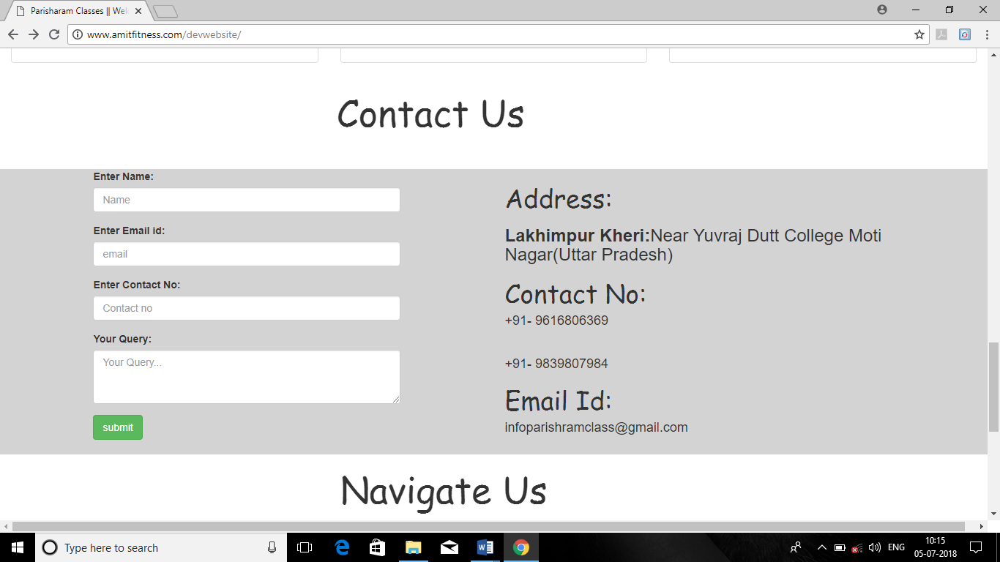 Parisharam Classes || Wel
www.amitfitness.com/devwebsite/
Contact Us
Enter Name:
Name
Enter Email id:
email
Enter Contact No:
Contact no
Your Query:
Your Query...
submit
Address:
Lakhimpur Kheri:Near Yuvraj Dutt College Moti
Nagar(Uttar Pradesh)
Contact No:
+91- 9616806369
+91- 9839807984
Email Id:
infoparishramclass@gmail.com
Navigate Us
Type here to search
ENG
10:15
05-07-2018